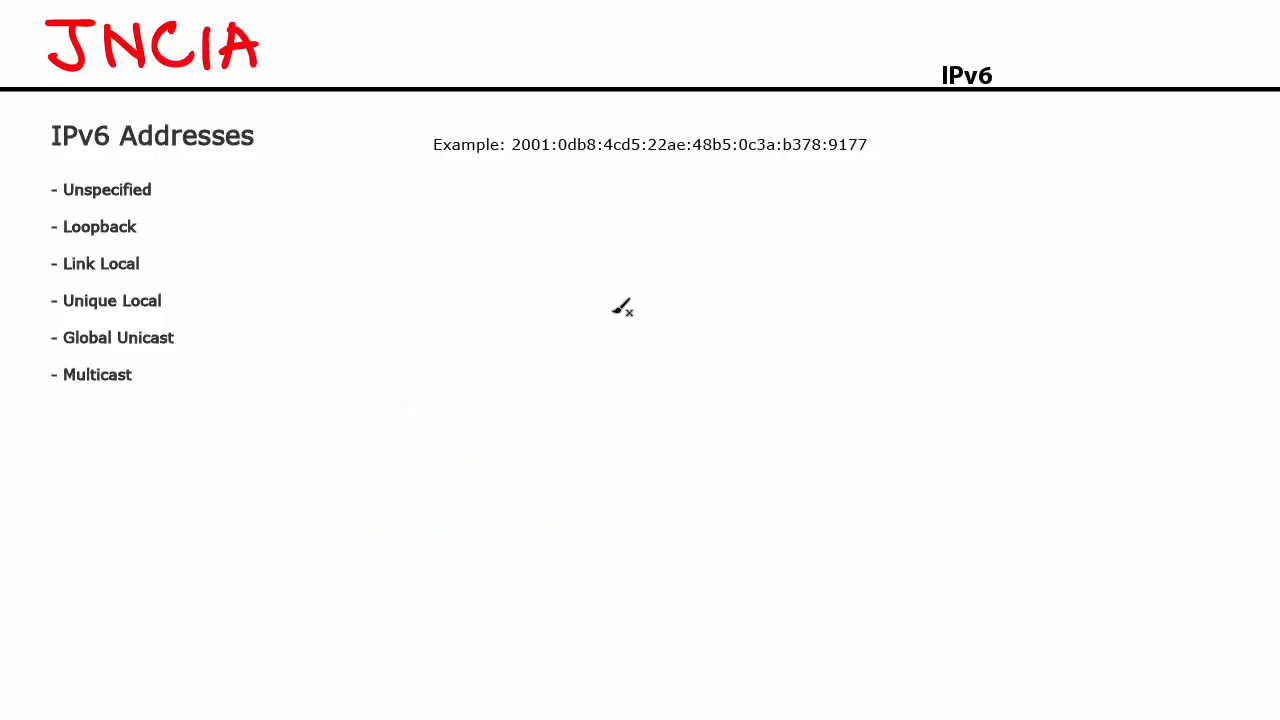 JNCIA
IPv6
IPv6 Addresses
Example: 2001:0db8:4cd5:22ae:48b5:0c3a:b378:9177
- Unspecified
- Loopback
- Link Local
- Unique Local
- Global Unicast
- Multicast